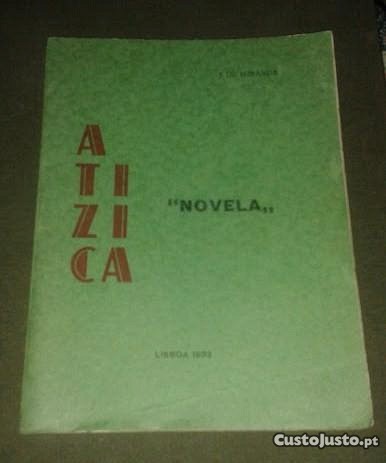 J. DE MIRANDA
A
TI
ZI
CA
"NOVELA"
LISBOA
CustoJusto.pt